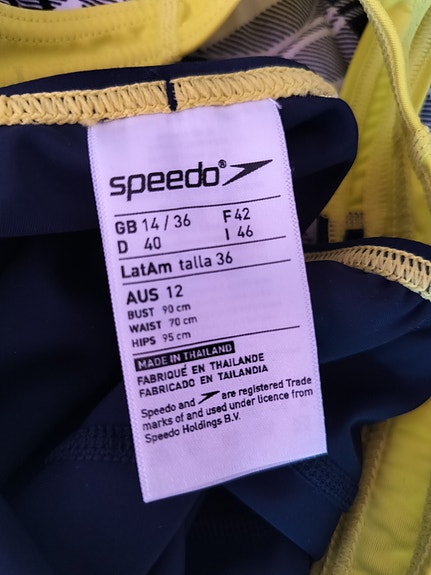 speedo®
GB 14 / 36 F 42
D 40 I 46
LatAm talla 36
AUS 12
BUST 90 cm
WAIST 70 cm
HIPS 95 cm
MADE IN THAILAND
FABRIQUÉ EN THAILANDE
FABRICADO EN TAILANDIA
Speedo and are registered Trade
marks of and used under licence from
Speedo Holdings B.V.